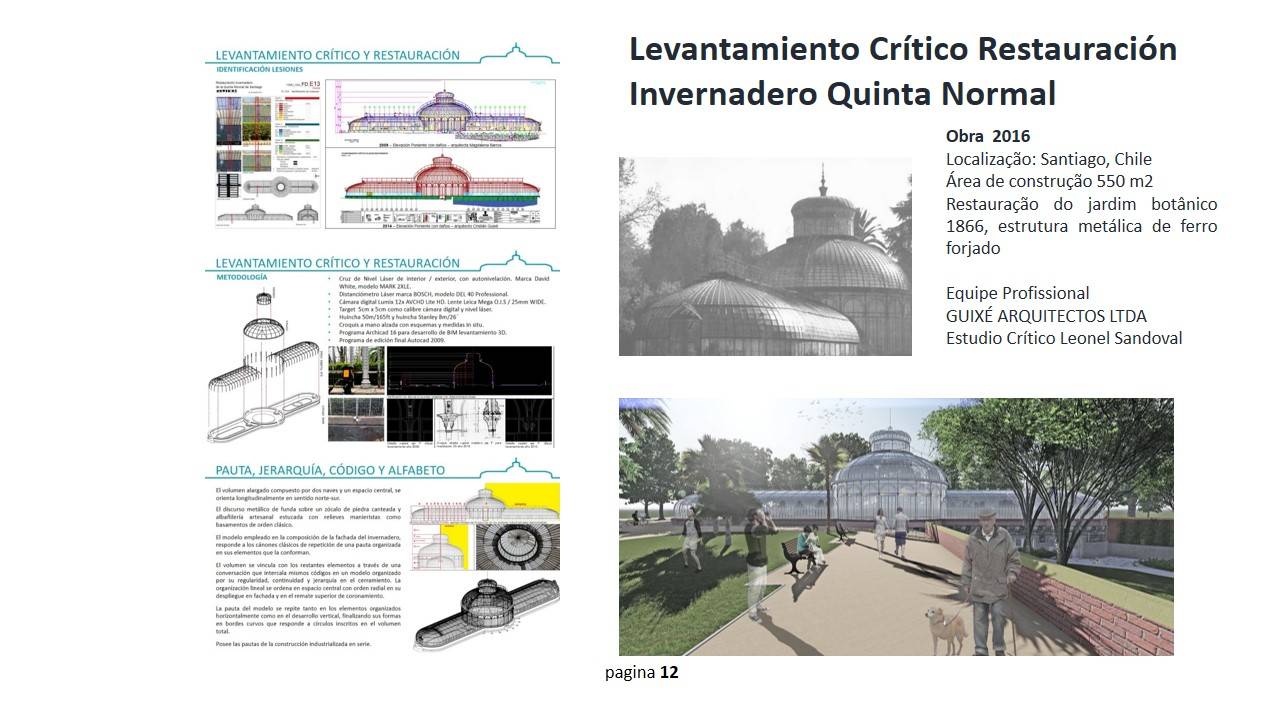 LEVANTAMIENTO CRÍTICO Y RESTAURACIÓN
IDENTIFICACIÓN LESIONES
FD.E13
2009 – Elevación Poniente con daños – arquitecta Magdalena Barros
2014 – Elevación Poniente con daños – arquitecto Cristián Guixé
LEVANTAMIENTO CRÍTICO Y RESTAURACIÓN
METODOLOGÍA
• Cruz de Nivel Láser de interior / exterior, con autonivelación. Marca David
White, modelo MARK 2XLE.
• Distanciómetro Láser marca BOSCH, modelo DEL 40 Professional.
• Cámara digital Lumix 12x AVCHD Lite HD. Lente Leica Mega O.I.S / 25mm WIDE.
• Target 5cm x 5cm como calibre cámara digital y nivel láser.
• Huincha 50m/165ft y huincha Stanley 8m/26´
• Croquis a mano alzada con esquemas y medidas in situ.
• Programa Archicad 16 para desarrollo de BIM levantamiento 3D.
• Programa de edición final Autocad 2009.
PAUTA, JERARQUÍA, CÓDIGO Y ALFABETO
El volumen alargado compuesto por dos naves y un espacio central, se
orienta longitudinalmente en sentido norte-sur.
El discurso metálico de funda sobre un zócalo de piedra canteada y
albañilería artesanal estucada con relieves manieristas como
basamentos de orden clásico.
El modelo empleado en la composición de la fachada del invernadero,
responde a los cánones clásicos de repetición de una pauta organizada
en sus elementos que la conforman.
El volumen se vincula con los restantes elementos a través de una
conversación que intercala mismos códigos en un modelo organizado
por su regularidad, continuidad y jerarquía en el cerramiento. La
organización lineal se ordena en espacio central con orden radial en su
despliegue en fachada y en el remate superior de coronamiento.
La pauta del modelo se repite tanto en los elementos organizados
horizontalmente como en el desarrollo vertical, finalizando sus formas
en bordes curvos que responde a círculos inscritos en el volumen
total.
Posee las pautas de la construcción industrializada en serie.
Levantamiento Crítico Restauración
Invernadero Quinta Normal
Obra 2016
Localização: Santiago, Chile
Área de construção 550 m2
Restauração do jardim botânico
1866, estrutura metálica de ferro
forjado
Equipe Profissional
GUIXÉ ARQUITECTOS LTDA
Estudio Crítico Leonel Sandoval
pagina 12